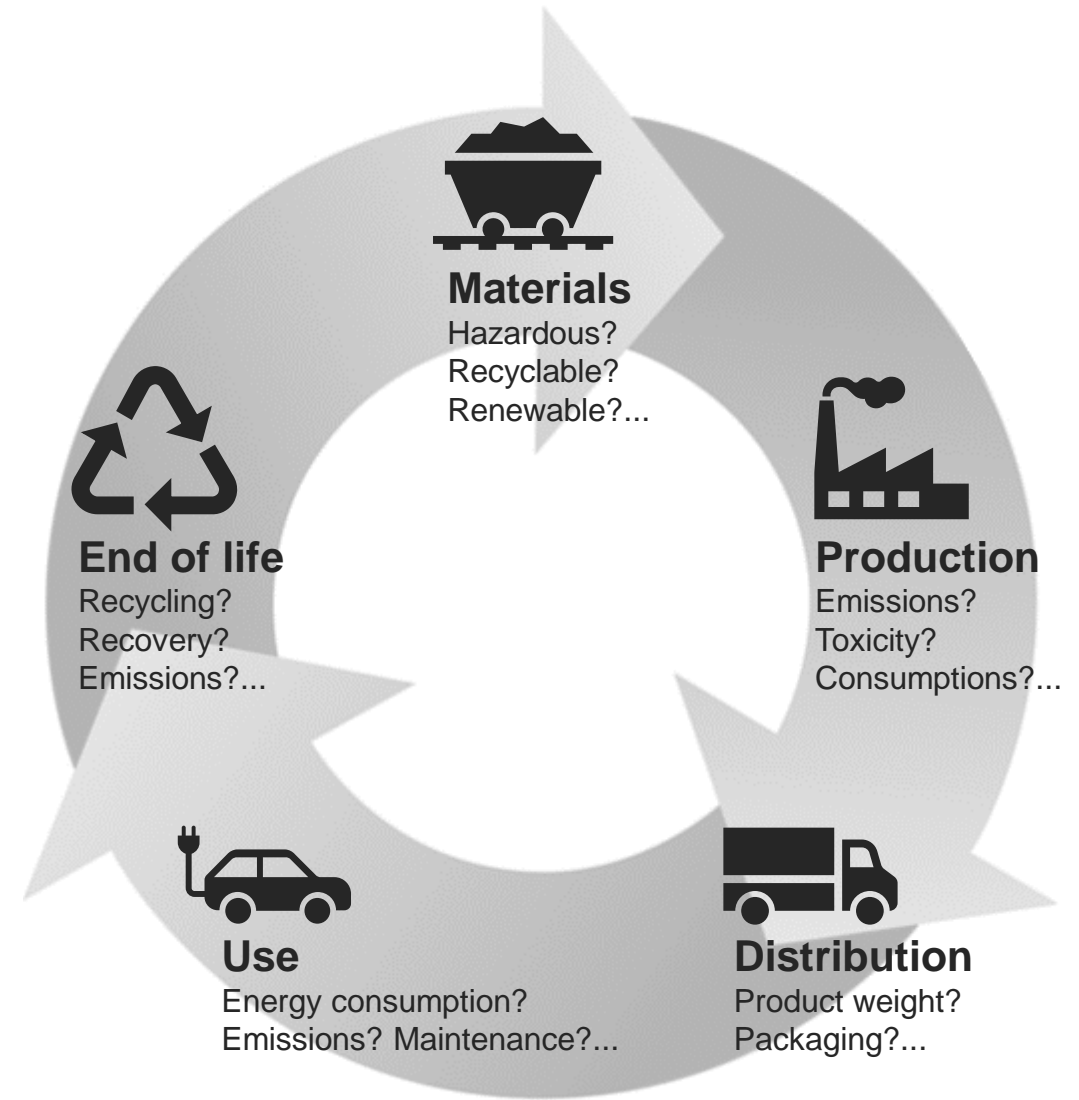 Materials
Hazardous?
Recyclable?
Renewable?...
Production
Emissions?
Toxicity?
Consumptions?...
Distribution
Product weight?
Packaging?...
Use
Energy consumption?
Emissions? Maintenance?...
End of life
Recycling?
Recovery?
Emissions?...